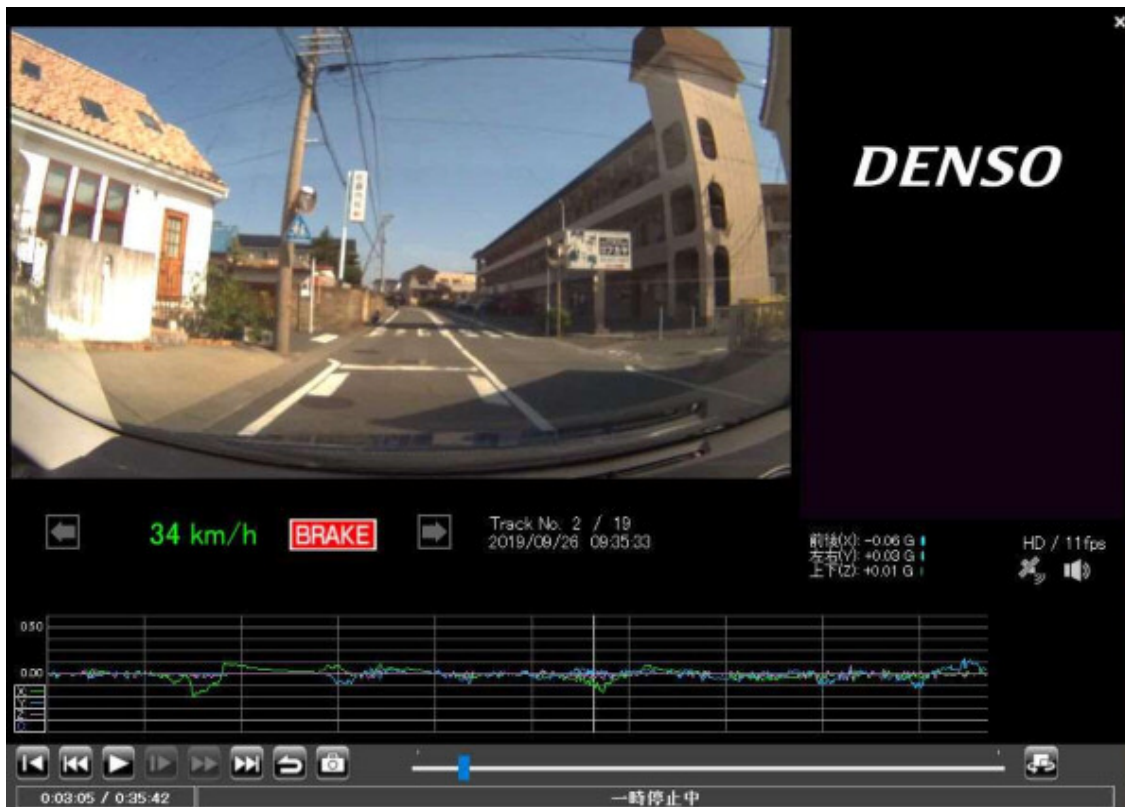 ×
DENSO
34 km/h
BRAKE
Track No. 2 / 19
2019/09/26 09:35:33
前後(X): -0.06 G
左右(Y): +0.03 G
上下(Z): +0.01 G
HD / 11fps
0.50
0.00
X
Y
Z
0:03:05 / 0:35:42
一時停止中